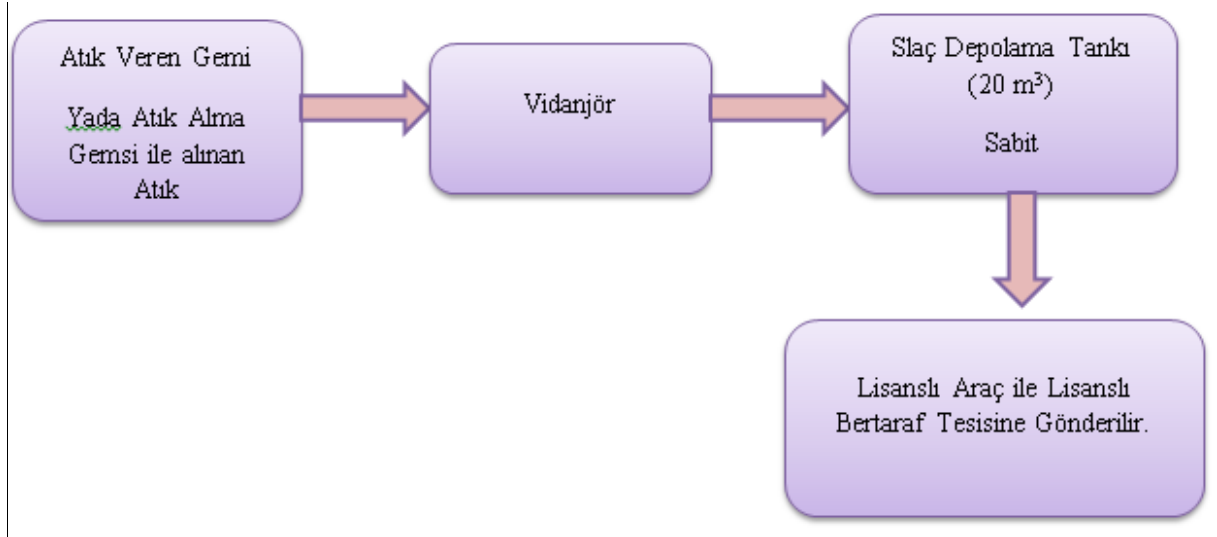 Atık Veren Gemi
Yada Atık Alma
Gemsi ile alınan
Atık
Vidanjör
Slaç Depolama Tankı
(20 m³)
Sabit
Lisanslı Araç ile Lisanslı
Bertaraf Tesisine Gönderilir.